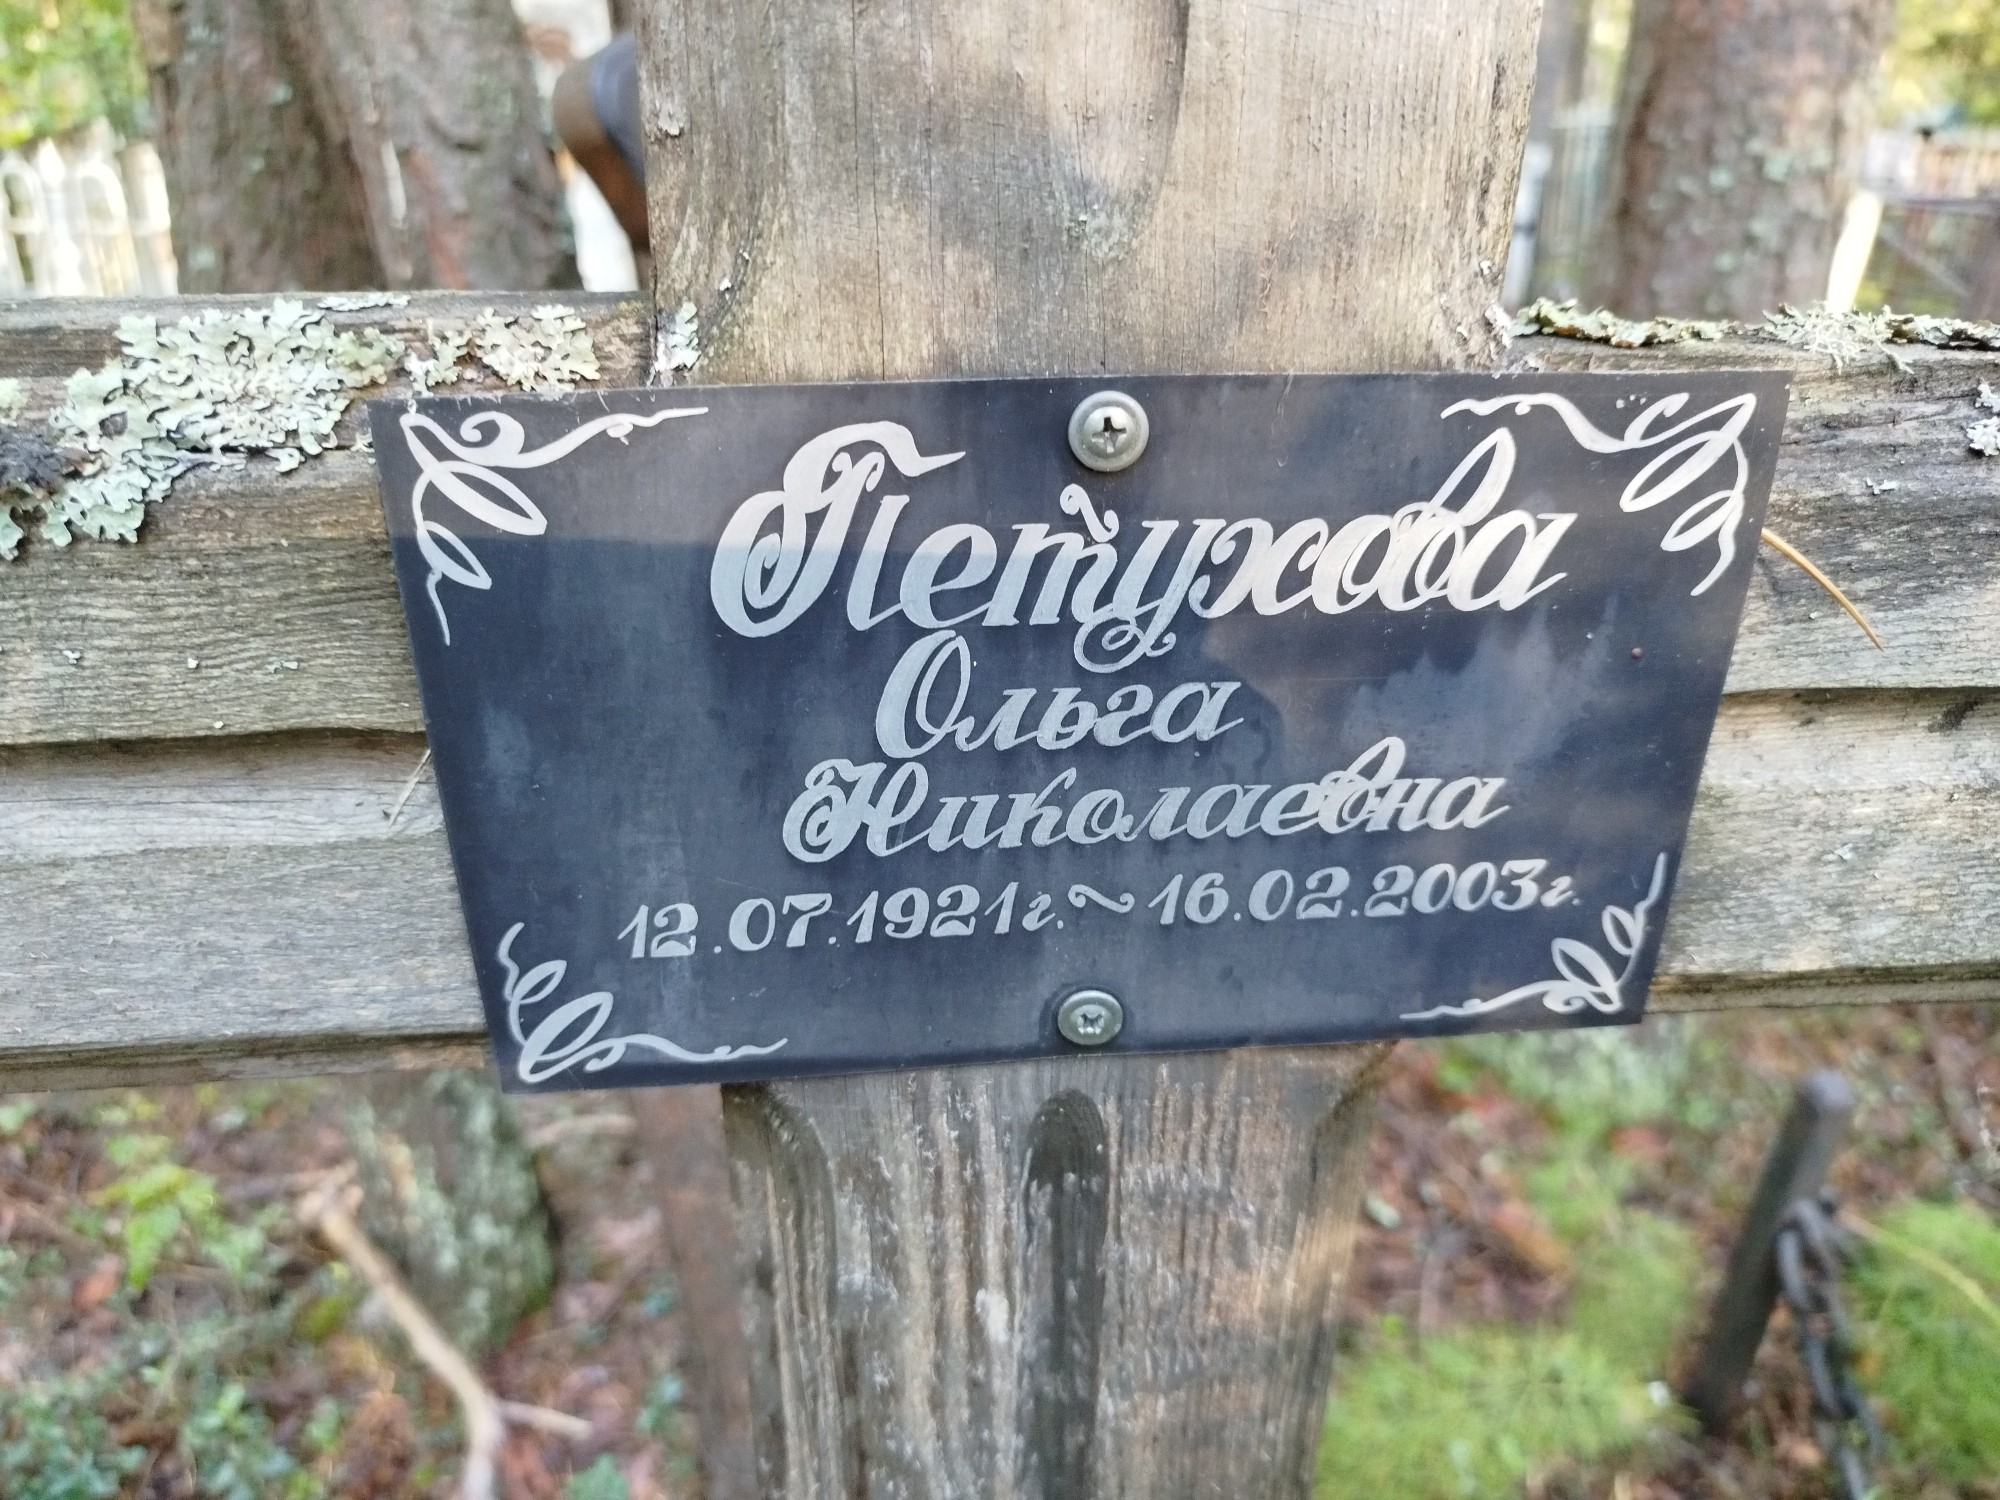 Петухова
Ольга
Николаевна
12.07.1921г.~16.02.2003г.